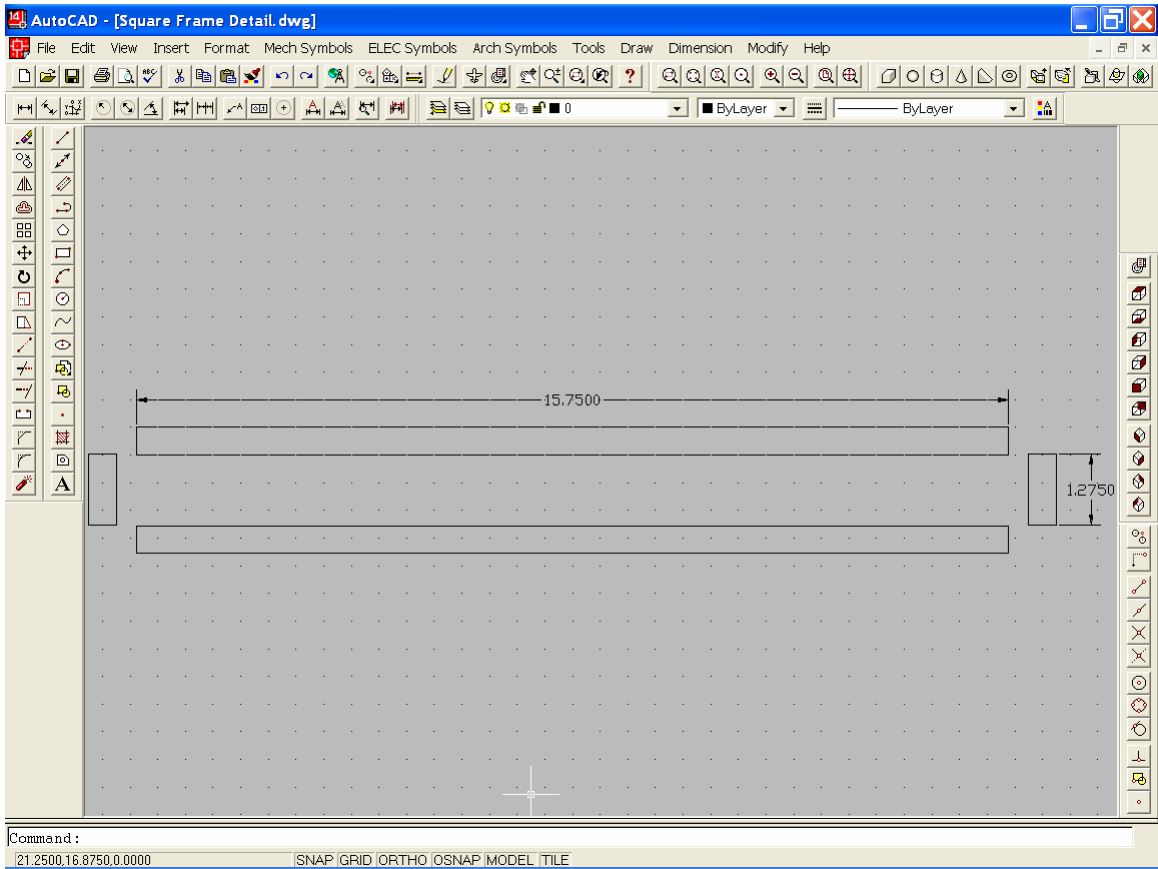 14 AutoCAD - [Square Frame Detail.dwg]
File Edit View Insert Format Mech Symbols ELEC Symbols Arch Symbols Tools Draw Dimension Modify Help
ABC ?
0 ByLayer ByLayer
15.7500
A
1.2750
Command:
21.2500,16.8750,0.0000 SNAP GRID ORTHO OSNAP MODEL TILE